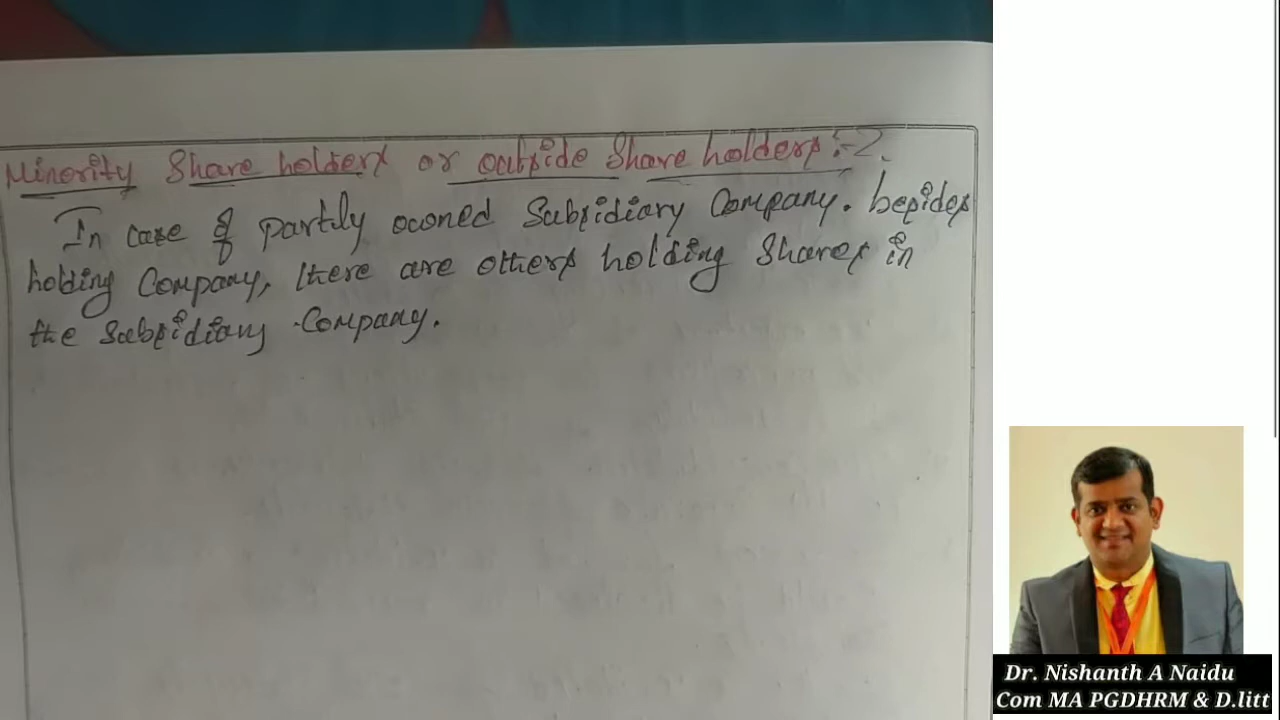 Minority Share holders or outside Share holders :-2.
In case of partly owned Subsidiary Company. besides
holding Company, there are others holding Shares in
the Subsidiary Company.
Dr. Nishanth A Naidu
Com MA PGDHRM & D.litt